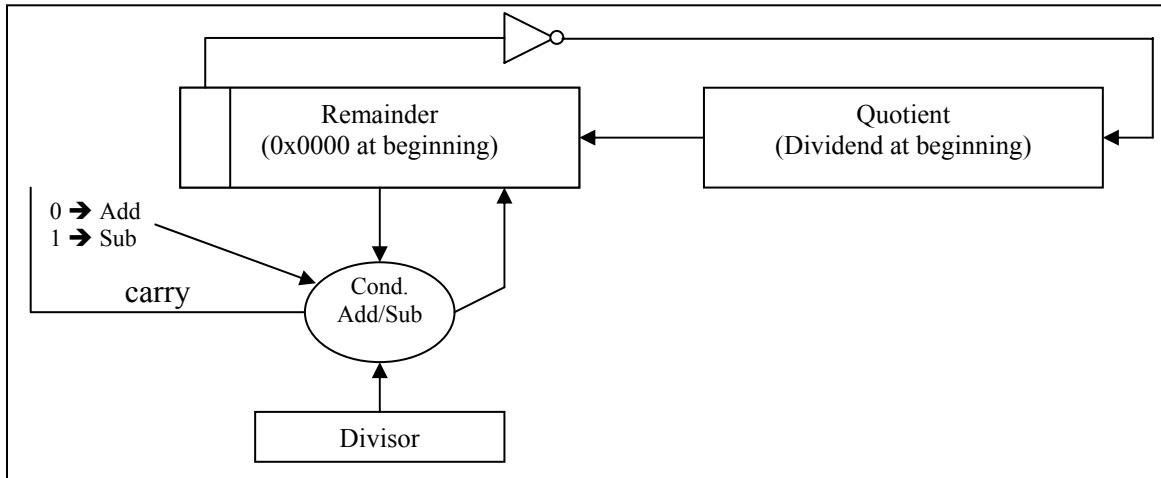 Remainder
(0x0000 at beginning)
Quotient
(Dividend at beginning)
0 ➔ Add
1 ➔ Sub
carry
Cond.
Add/Sub
Divisor